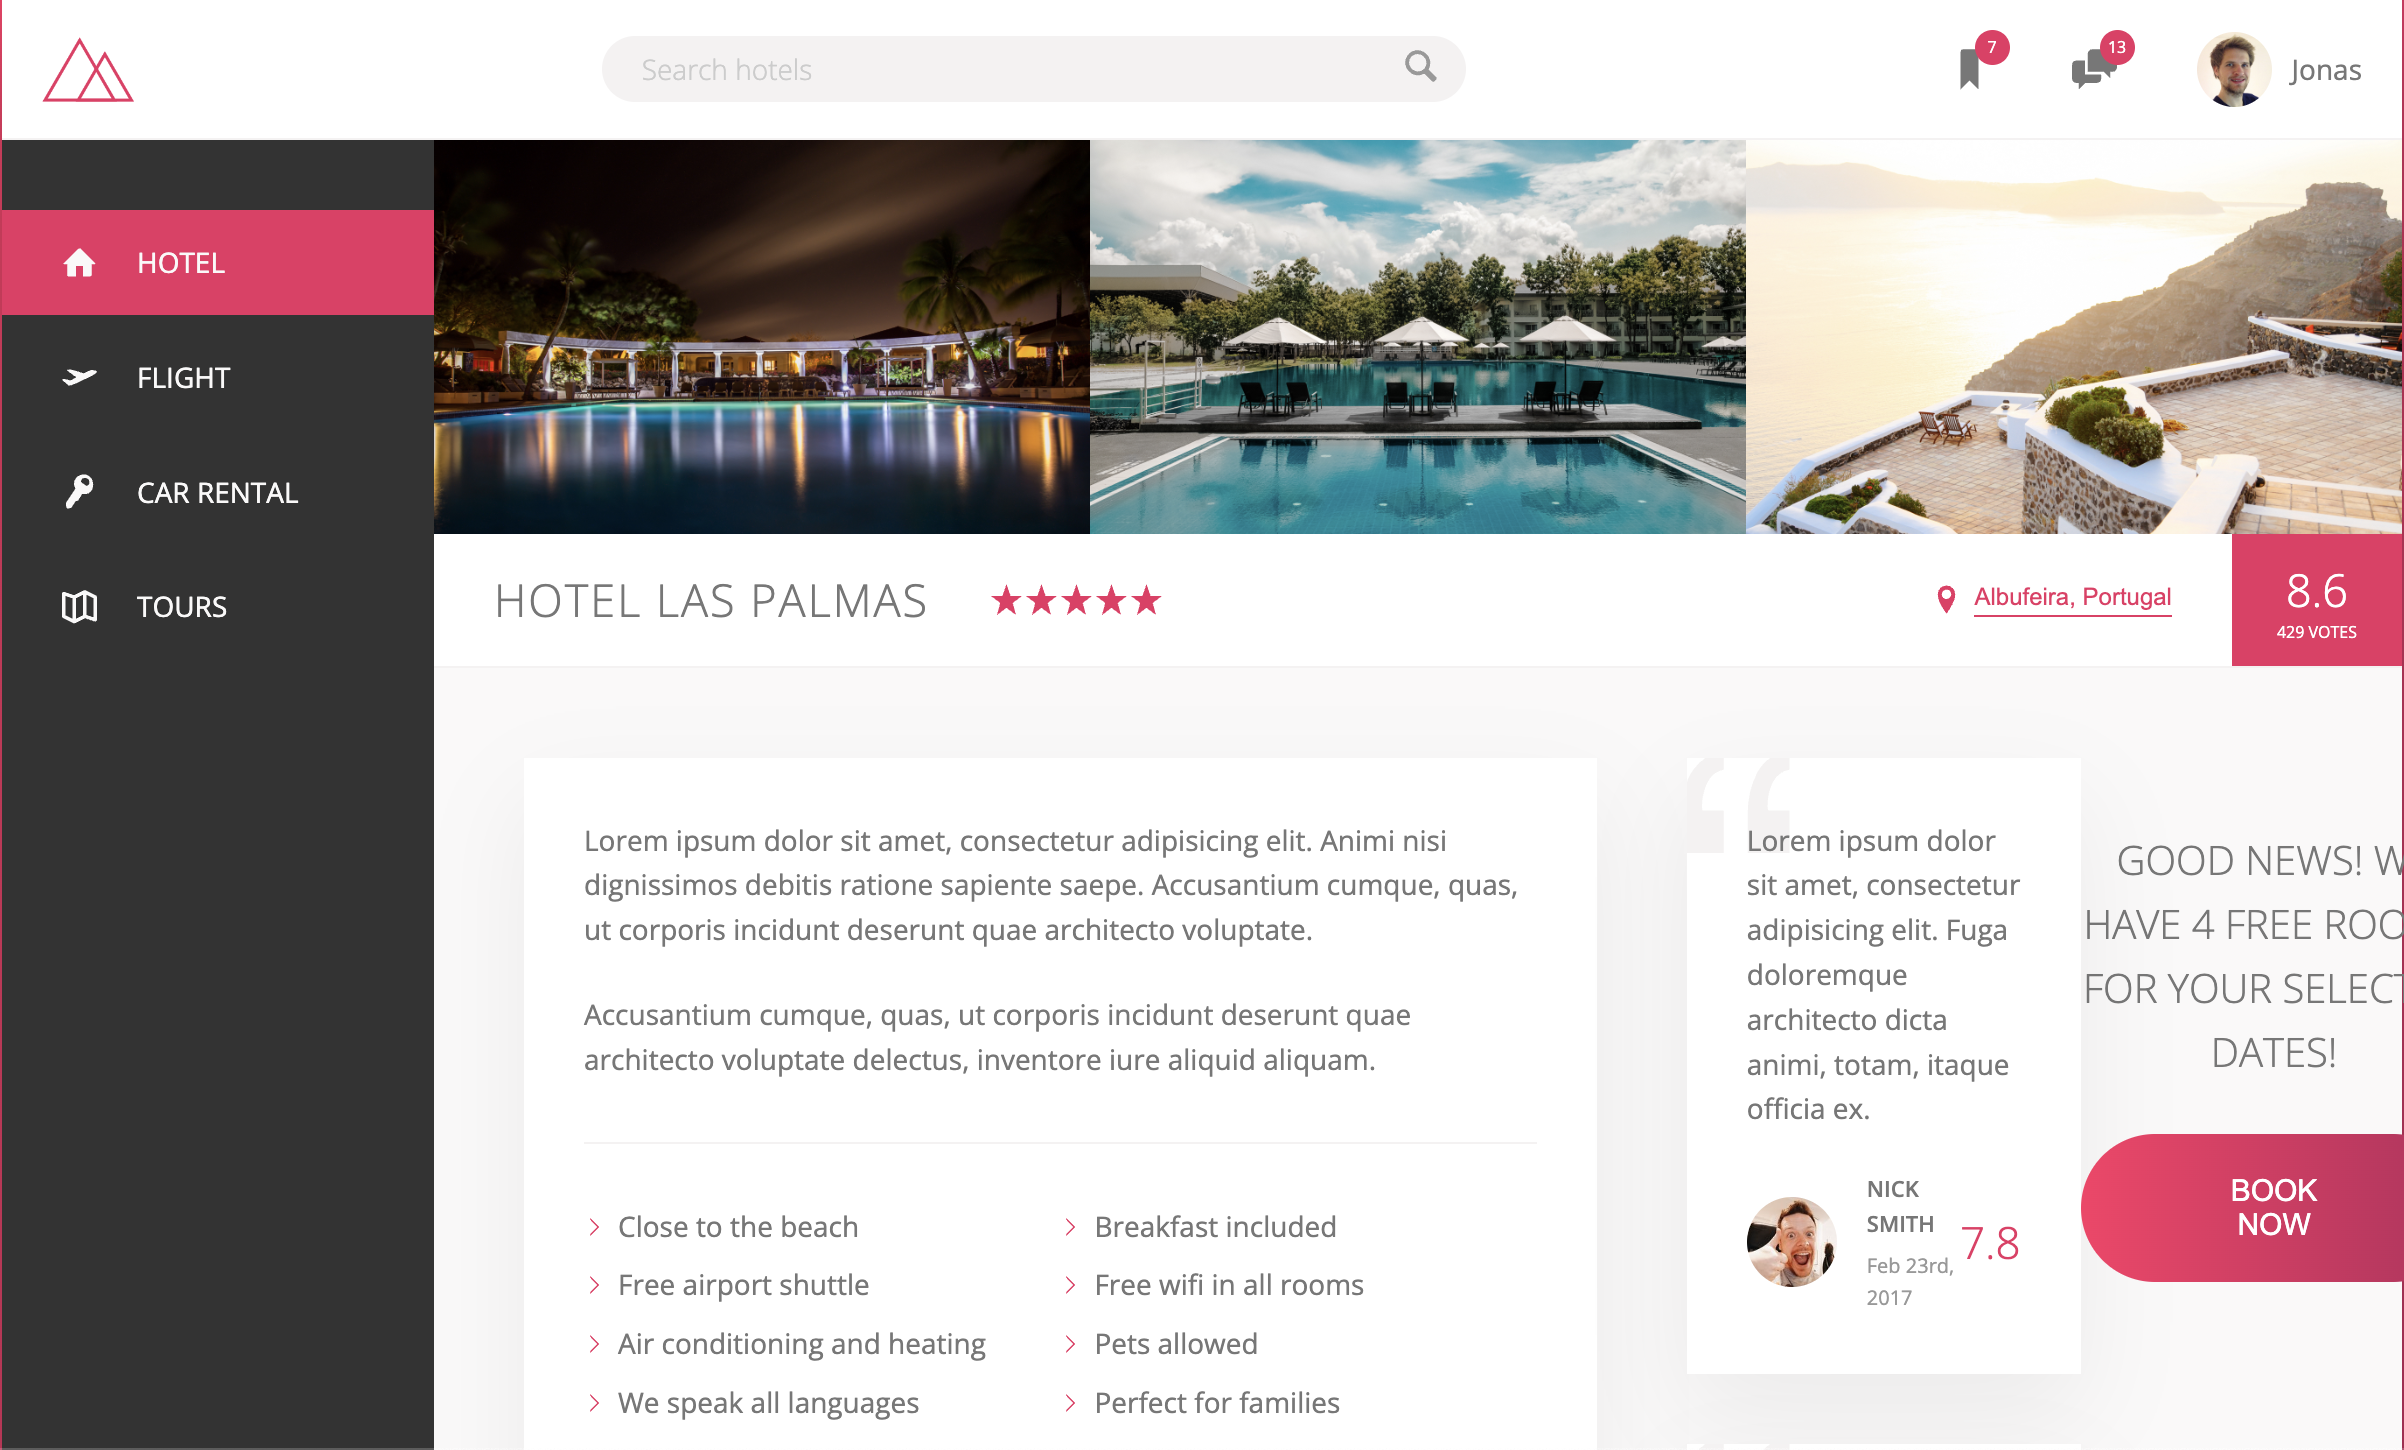 Search hotels
7
13
Jonas
HOTEL
FLIGHT
CAR RENTAL
TOURS
HOTEL LAS PALMAS
Albufeira, Portugal
8.6
429 VOTES
Lorem ipsum dolor sit amet, consectetur adipisicing elit. Animi nisi
dignissimos debitis ratione sapiente saepe. Accusantium cumque, quas,
ut corporis incidunt deserunt quae architecto voluptate.
Accusantium cumque, quas, ut corporis incidunt deserunt quae
architecto voluptate delectus, inventore iure aliquid aliquam.
Close to the beach
Breakfast included
Free airport shuttle
Free wifi in all rooms
Air conditioning and heating
Pets allowed
We speak all languages
Perfect for families
“
Lorem ipsum dolor
sit amet, consectetur
adipisicing elit. Fuga
doloremque
architecto dicta
animi, totam, itaque
officia ex.
NICK
SMITH
Feb 23rd,
2017
7.8
GOOD NEWS!
HAVE 4 FREE
FOR YOUR
DATES!
BOOK
NOW